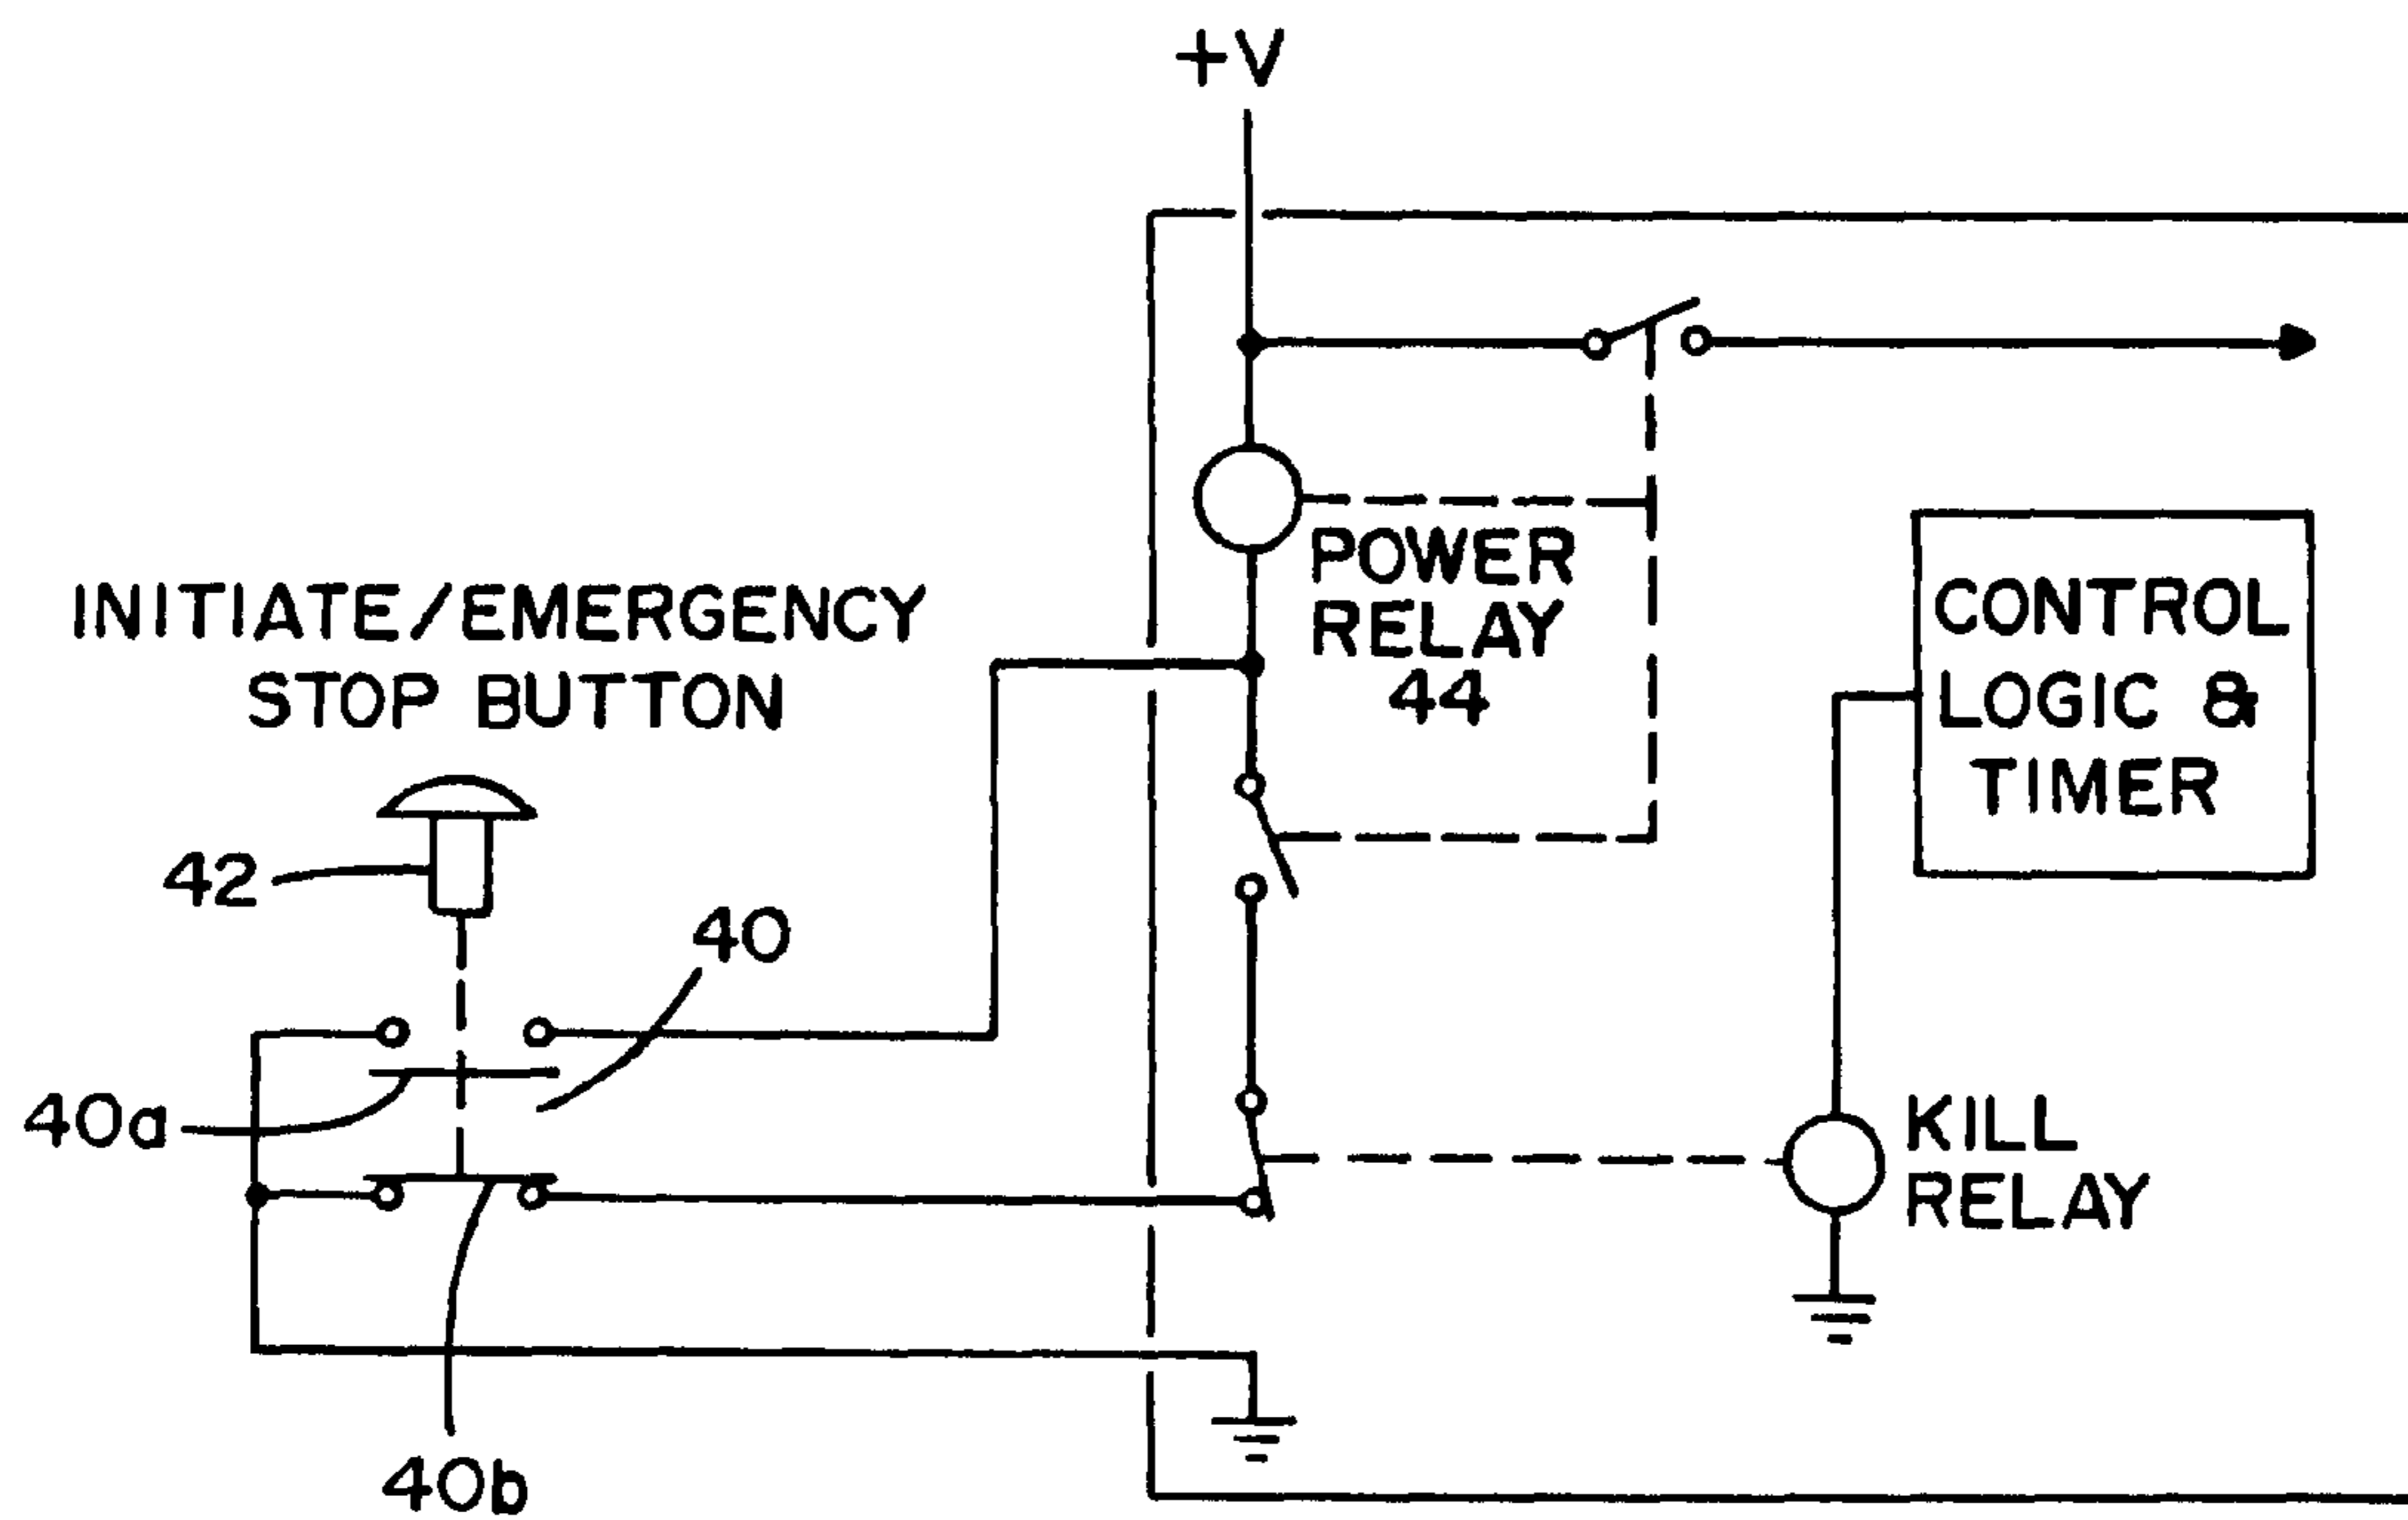 +V
INITIATE/EMERGENCY
STOP BUTTON
POWER
RELAY
44
CONTROL
LOGIC &
TIMER
42
40
40a
KILL
RELAY
40b